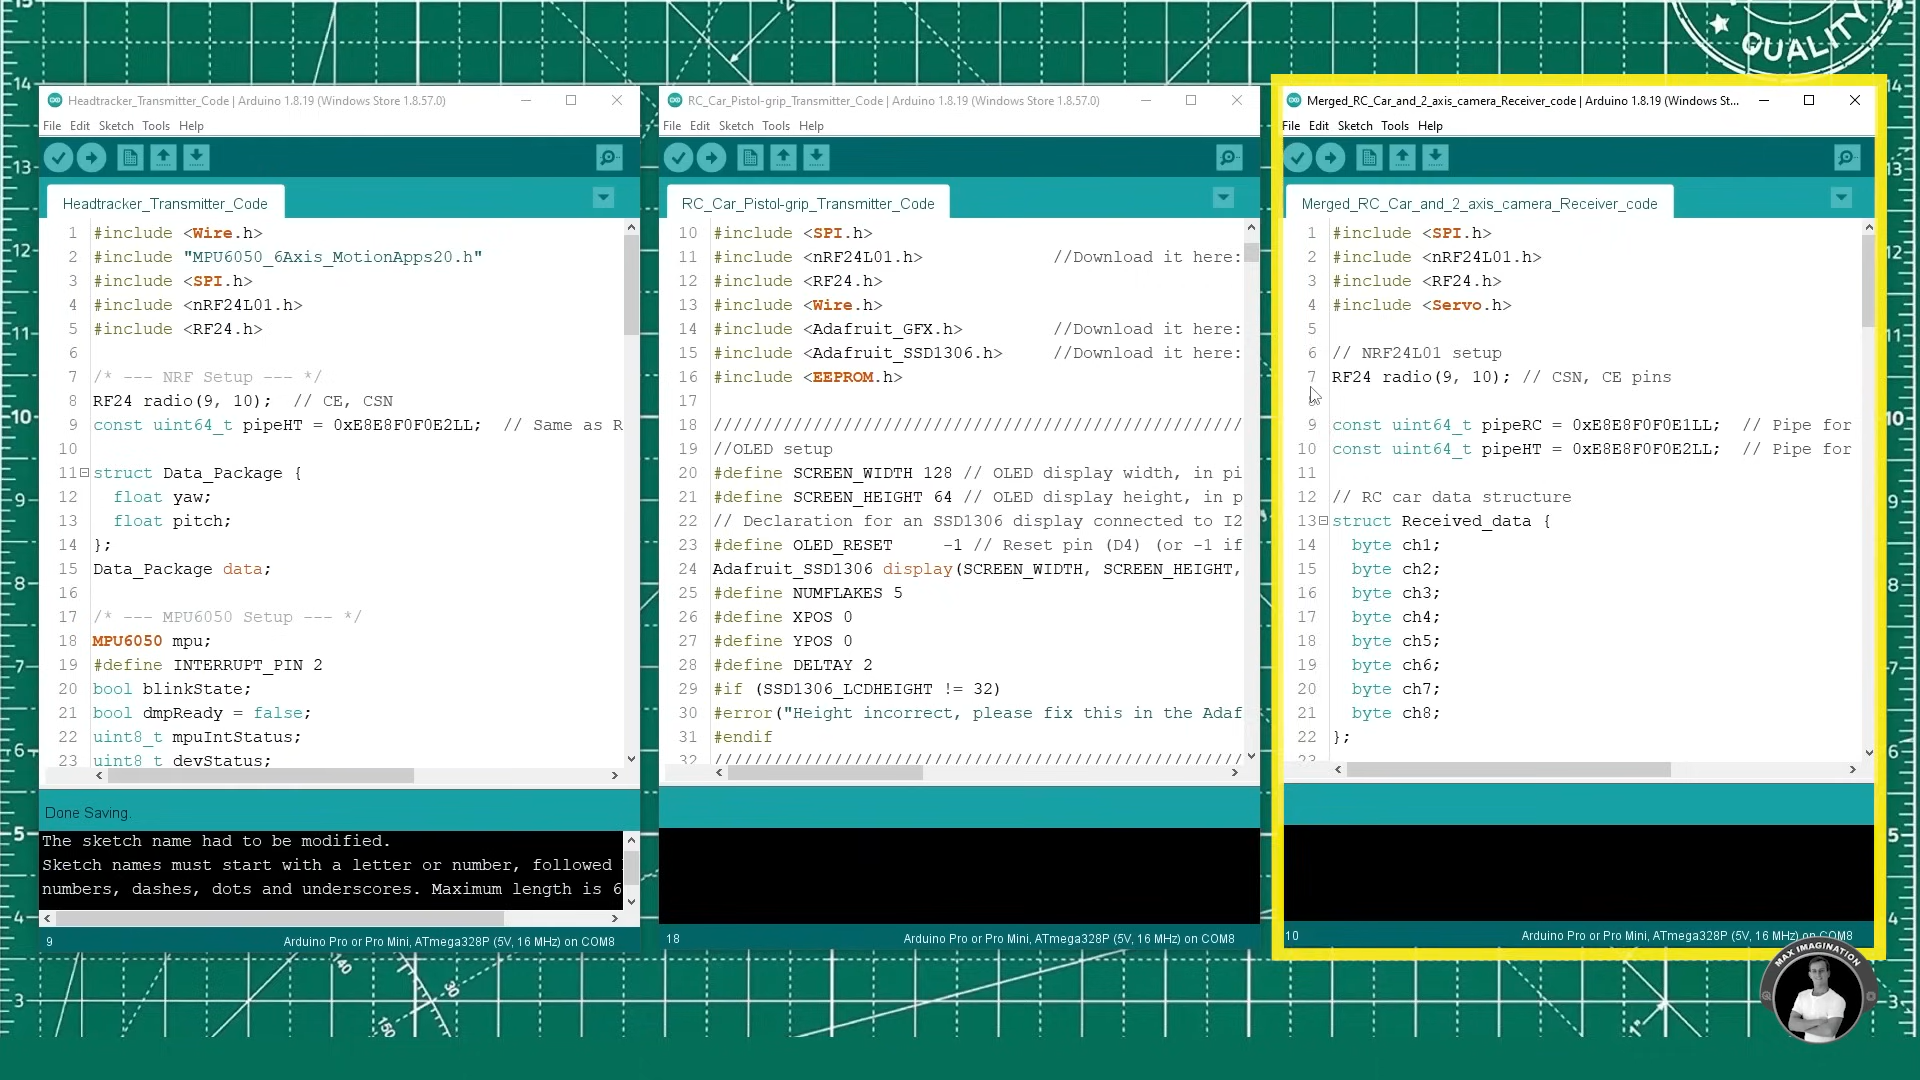 QUALITY
Headtracker_Transmitter_Code | Arduino 1.8.19 (Windows Store 1.8.57.0)
File Edit Sketch Tools Help
Headtracker_Transmitter_Code
1 #include <Wire.h>
2 #include "MPU6050_6Axis_MotionApps20.h"
3 #include <SPI.h>
4 #include <nRF24L01.h>
5 #include <RF24.h>
6
7 /* --- NRF Setup --- */
8 RF24 radio(9, 10);  // CE, CSN
9 const uint64_t pipeHT = 0xE8E8F0F0E2LL;  // Same as R
10
11 struct Data_Package {
12   float yaw;
13   float pitch;
14 };
15 Data_Package data;
16
17 /* --- MPU6050 Setup --- */
18 MPU6050 mpu;
19 #define INTERRUPT_PIN 2
20 bool blinkState;
21 bool dmpReady = false;
22 uint8_t mpuIntStatus;
23 uint8_t devStatus;
Done Saving.
The sketch name had to be modified.
Sketch names must start with a letter or number, followed
numbers, dashes, dots and underscores. Maximum length is 6
9 Arduino Pro or Pro Mini, ATmega328P (5V, 16 MHz) on COM8
RC_Car_Pistol-grip_Transmitter_Code | Arduino 1.8.19 (Windows Store 1.8.57.0)
File Edit Sketch Tools Help
RC_Car_Pistol-grip_Transmitter_Code
10 #include <SPI.h>
11 #include <nRF24L01.h>             //Download it here:
12 #include <RF24.h>
13 #include <Wire.h>
14 #include <Adafruit_GFX.h>         //Download it here:
15 #include <Adafruit_SSD1306.h>     //Download it here:
16 #include <EEPROM.h>
17
18 /////////////////////////////////////////////////////
19 //OLED setup
20 #define SCREEN_WIDTH 128 // OLED display width, in pi
21 #define SCREEN_HEIGHT 64 // OLED display height, in p
22 // Declaration for an SSD1306 display connected to I2
23 #define OLED_RESET     -1 // Reset pin (D4) (or -1 if
24 Adafruit_SSD1306 display(SCREEN_WIDTH, SCREEN_HEIGHT,
25 #define NUMFLAKES 5
26 #define XPOS 0
27 #define YPOS 0
28 #define DELTAY 2
29 #if (SSD1306_LCDHEIGHT != 32)
30 #error("Height incorrect, please fix this in the Adaf
31 #endif
32 /////////////////////////////////////////////////////
18 Arduino Pro or Pro Mini, ATmega328P (5V, 16 MHz) on COM8
Merged_RC_Car_and_2_axis_camera_Receiver_code | Arduino 1.8.19 (Windows St...
File Edit Sketch Tools Help
Merged_RC_Car_and_2_axis_camera_Receiver_code
1 #include <SPI.h>
2 #include <nRF24L01.h>
3 #include <RF24.h>
4 #include <Servo.h>
5
6 // NRF24L01 setup
7 RF24 radio(9, 10); // CSN, CE pins
9 const uint64_t pipeRC = 0xE8E8F0F0E1LL;  // Pipe for
10 const uint64_t pipeHT = 0xE8E8F0F0E2LL;  // Pipe for
11
12 // RC car data structure
13 struct Received_data {
14   byte ch1;
15   byte ch2;
16   byte ch3;
17   byte ch4;
18   byte ch5;
19   byte ch6;
20   byte ch7;
21   byte ch8;
22 };
23
10 Arduino Pro or Pro Mini, ATmega328P (5V, 16 MHz) on COM8
MAX IMAGINATION
14
13
12
11
10
9
8
7
6
5
4
3
140
150
30